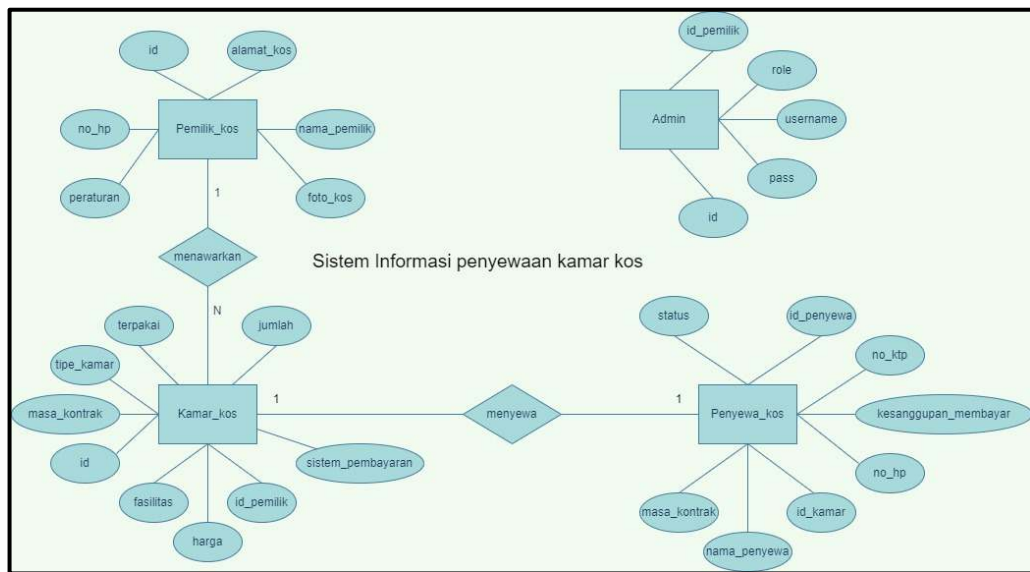 id_pemilik
id
alamat_kos
role
no_hp
Pemilik_kos
nama_pemilik
Admin
username
peraturan
foto_kos
pass
1
id
menawarkan
Sistem Informasi penyewaan kamar kos
N
terpakai
jumlah
status
id_penyewa
tipe_kamar
no_ktp
masa_kontrak
Kamar_kos
1
menyewa
1
Penyewa_kos
kesanggupan_membayar
id
sistem_pembayaran
no_hp
fasilitas
id_pemilik
masa_kontrak
id_kamar
harga
nama_penyewa